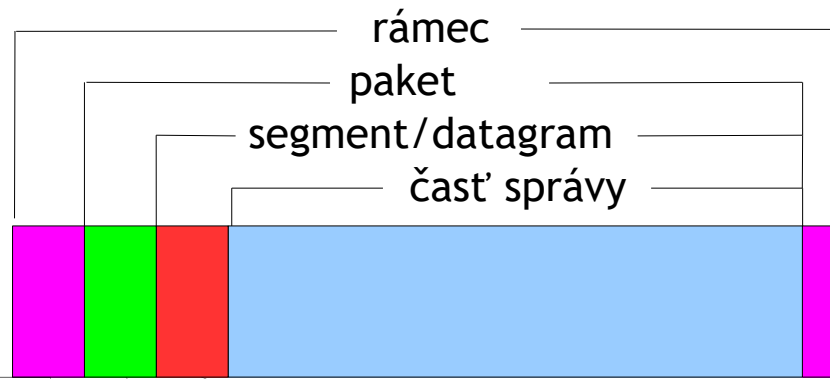 rámec
paket
segment/datagram
časť správy